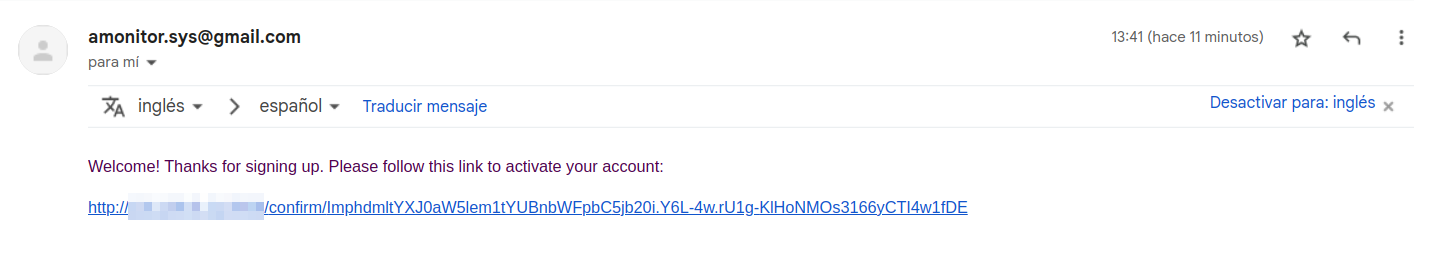 amonitor.sys@gmail.com 13:41 (hace 11 minutos)
para mí
inglés español Traducir mensaje Desactivar para: inglés
Welcome! Thanks for signing up. Please follow this link to activate your account:
http:// /confirm/ImphdmltYXJ0aW5lem1tYUBnbWFpbC5jb20i.Y6L-4w.rU1g-KlHoNMOs3166yCTI4w1fDE